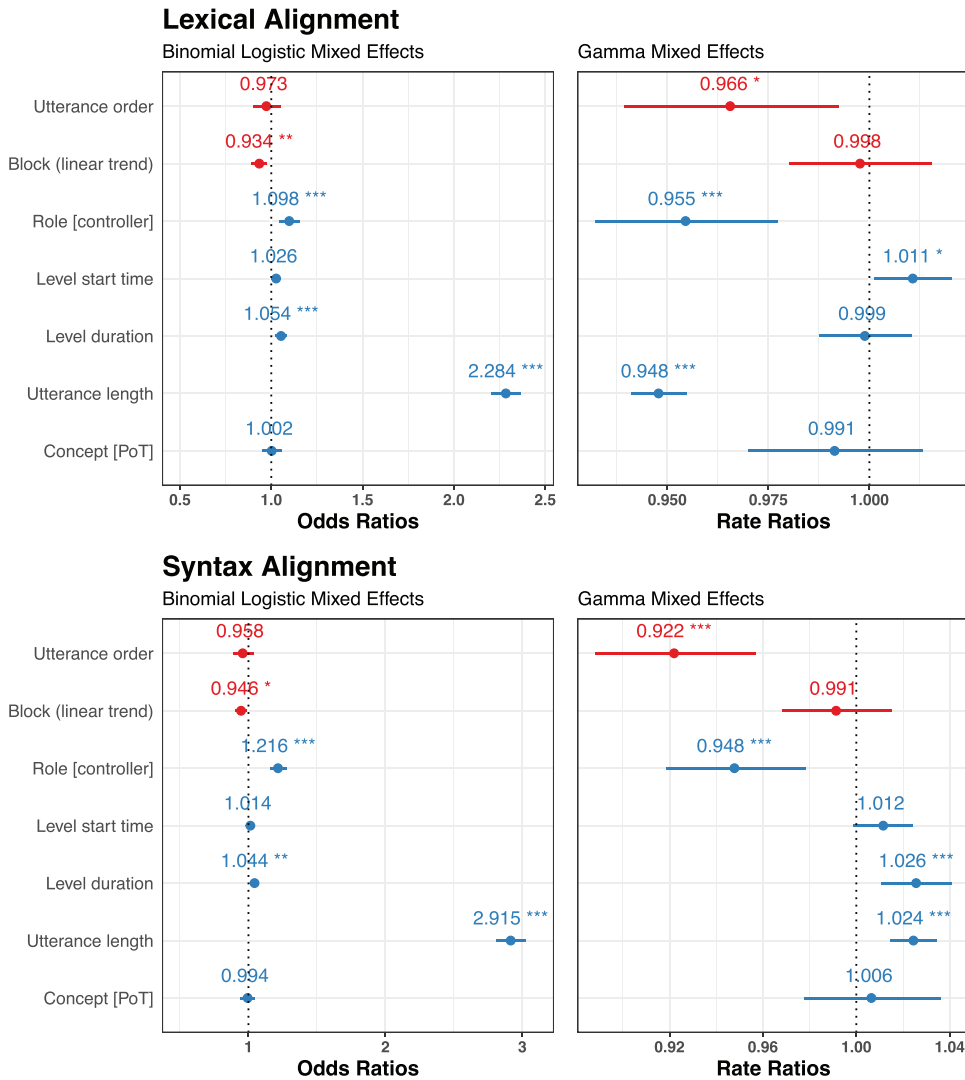 Lexical Alignment
Binomial Logistic Mixed Effects
Gamma Mixed Effects
Utterance order
0.973
0.966 *
Block (linear trend)
0.934 **
0.998
Role [controller]
1.098 ***
0.955 ***
Level start time
1.026
1.011 *
Level duration
1.054 ***
0.999
Utterance length
2.284 ***
0.948 ***
Concept [PoT]
1.002
0.991
0.5 1.0 1.5 2.0 2.5
0.950 0.975 1.000
Odds Ratios
Rate Ratios
Syntax Alignment
Binomial Logistic Mixed Effects
Gamma Mixed Effects
Utterance order
0.958
0.922 ***
Block (linear trend)
0.946 *
0.991
Role [controller]
1.216 ***
0.948 ***
Level start time
1.014
1.012
Level duration
1.044 **
1.026 ***
Utterance length
2.915 ***
1.024 ***
Concept [PoT]
0.994
1.006
1 2 3
0.92 0.96 1.00 1.04
Odds Ratios
Rate Ratios